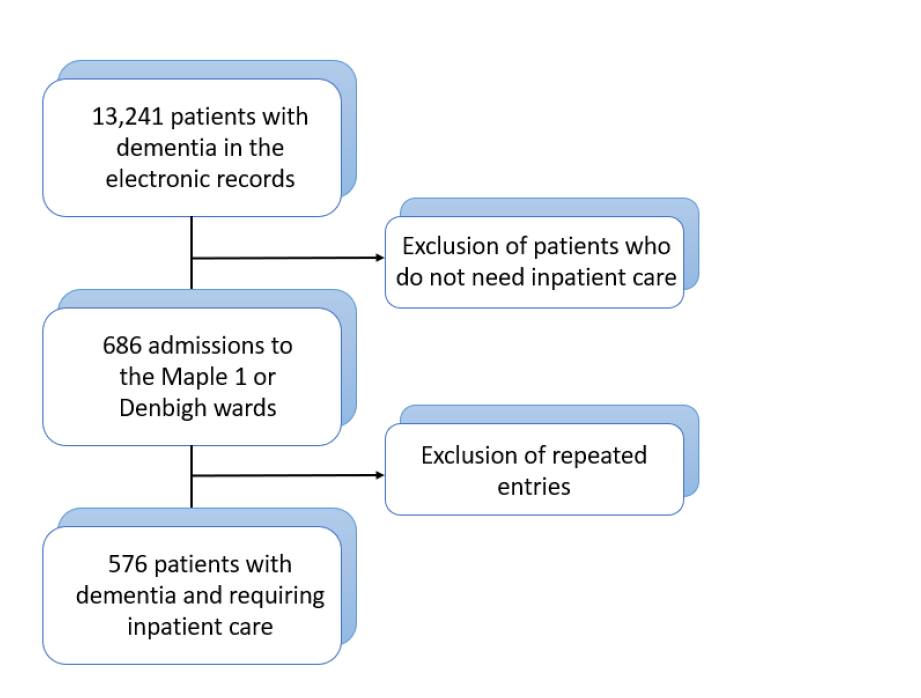 13,241 patients with
dementia in the
electronic records
Exclusion of patients who
do not need inpatient care
686 admissions to
the Maple 1 or
Denbigh wards
Exclusion of repeated
entries
576 patients with
dementia and requiring
inpatient care